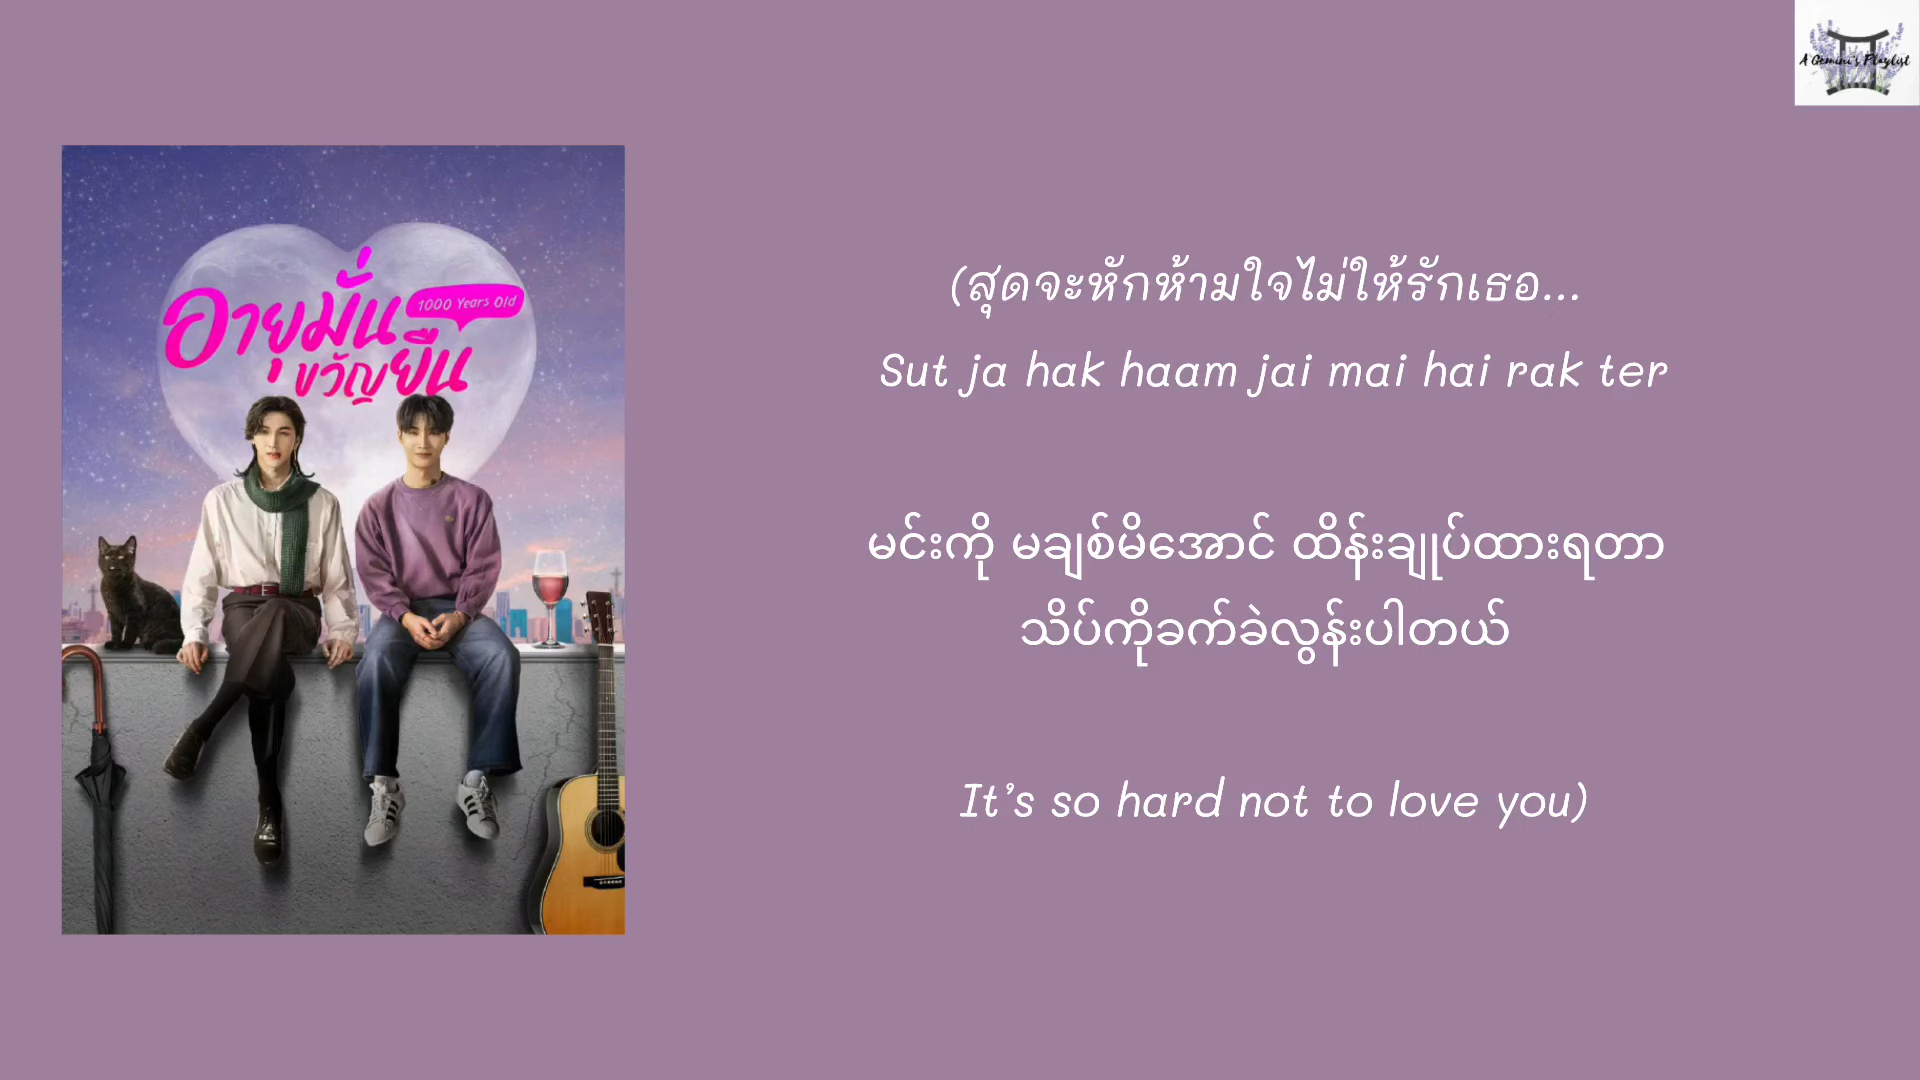 A Gemini's Playlist
อายุมั่น
1000 Years Old
ขวัญยืน
(สุดจะหักห้ามใจไม่ให้รักเธอ...
Sut ja hak haam jai mai hai rak ter
မင်းကို မချစ်မိအောင် ထိန်းချုပ်ထားရတာ
သိပ်ကိုခက်ခဲလွန်းပါတယ်
It's so hard not to love you)